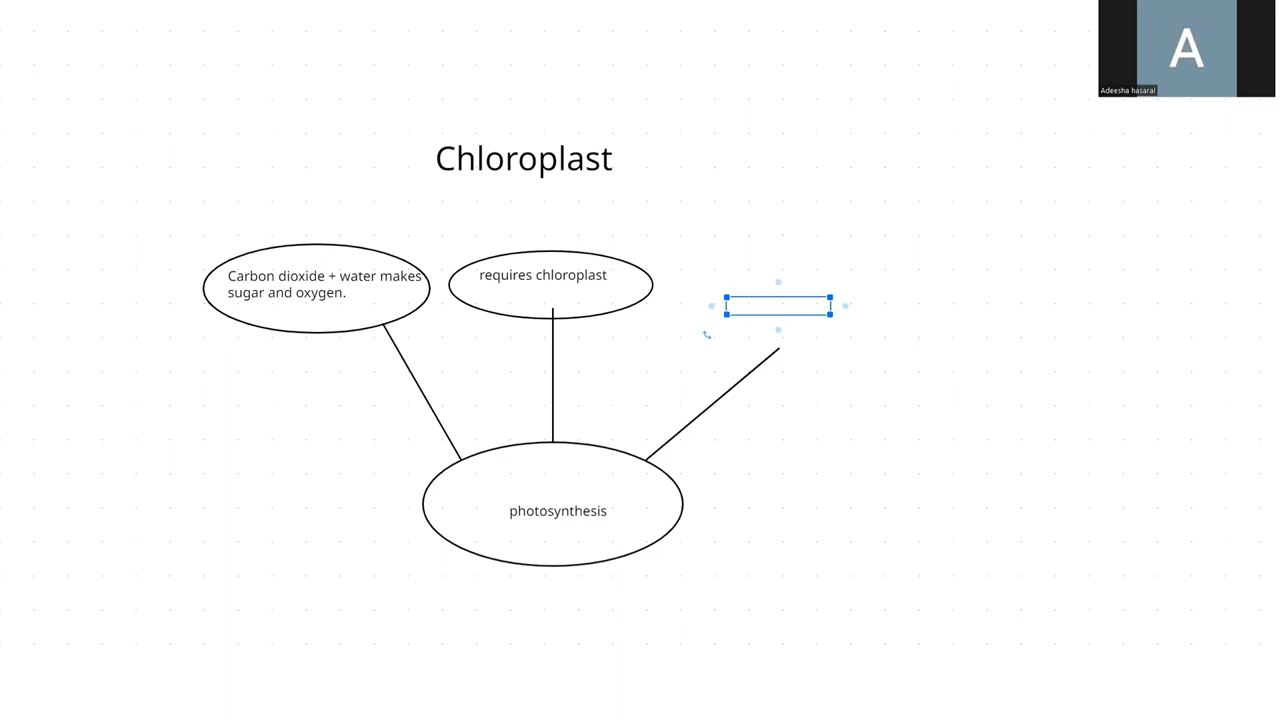 A
Adeesha hasaral
Chloroplast
Carbon dioxide + water makes
sugar and oxygen.
requires chloroplast
photosynthesis